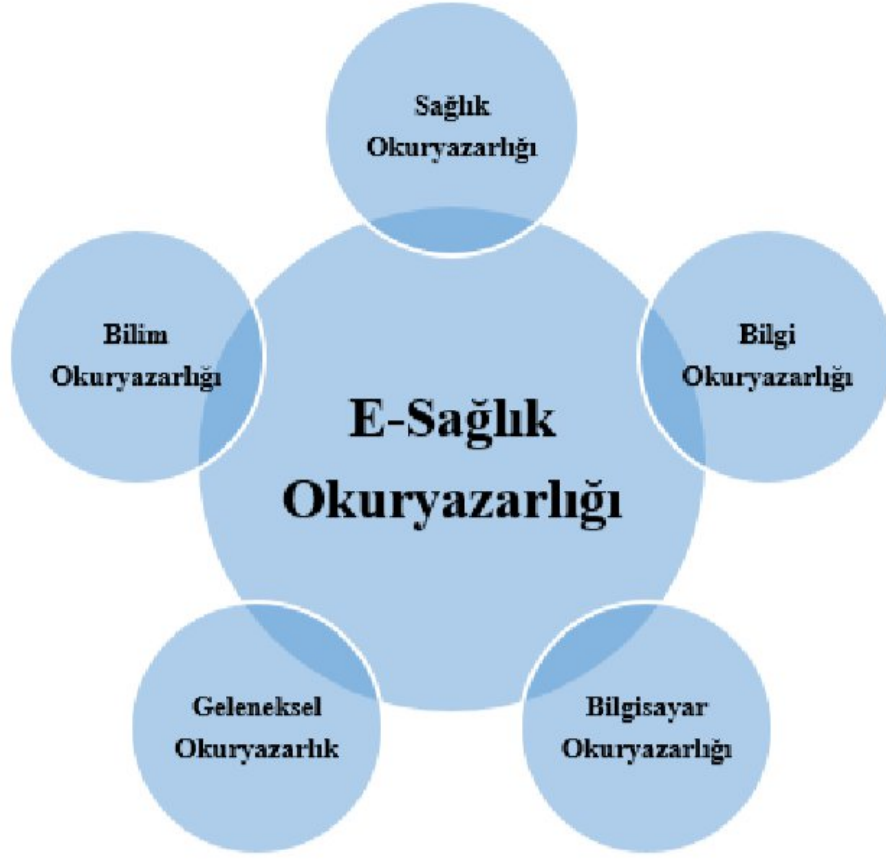 Sağlık
Okuryazarlığı
Bilim
Okuryazarlığı
Bilgi
Okuryazarlığı
E-Sağlık
Okuryazarlığı
Geleneksel
Okuryazarlık
Bilgisayar
Okuryazarlığı